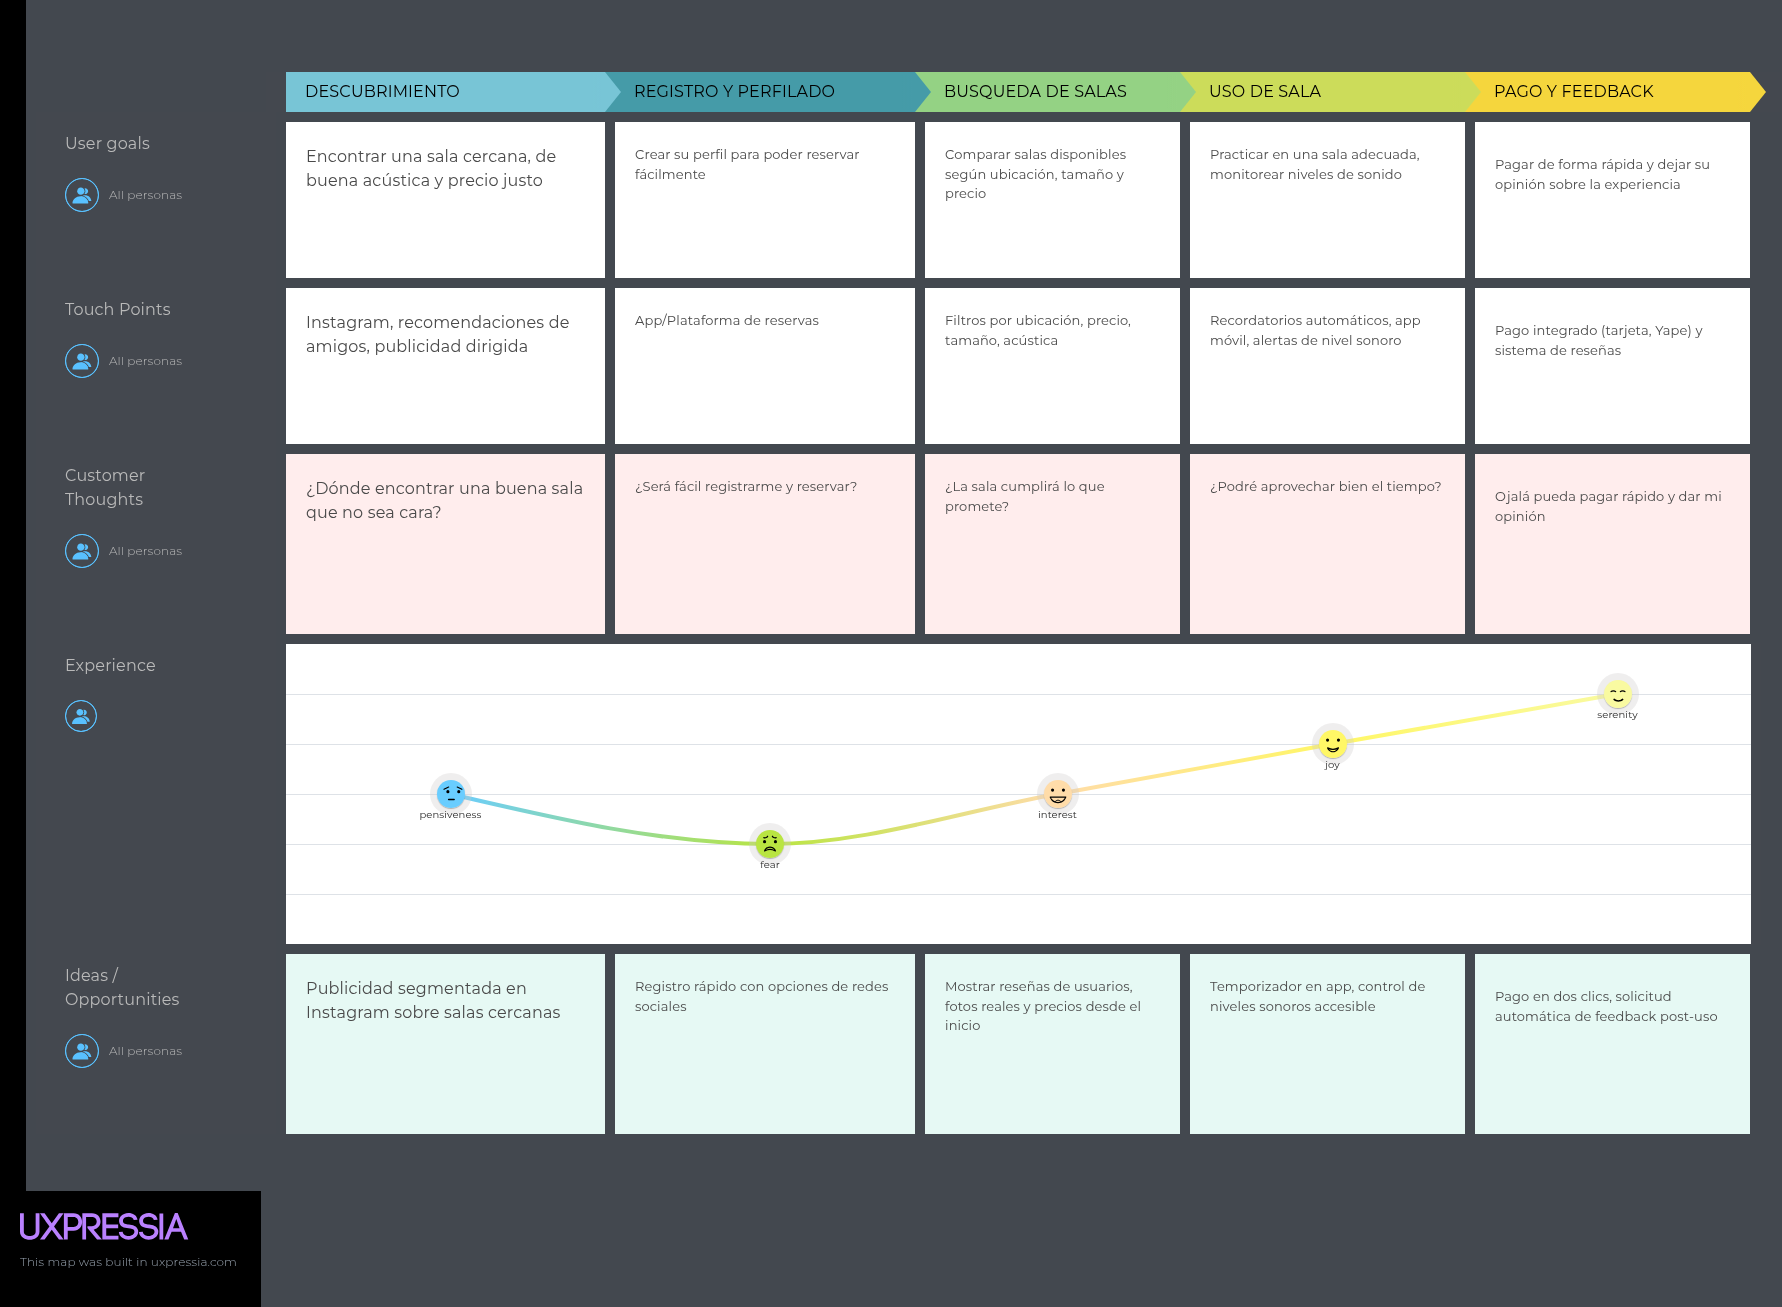 DESCUBRIMIENTO
REGISTRO Y PERFILADO
BUSQUEDA DE SALAS
USO DE SALA
PAGO Y FEEDBACK
User goals
All personas
Encontrar una sala cercana, de
buena acústica y precio justo
Crear su perfil para poder reservar
fácilmente
Comparar salas disponibles
según ubicación, tamaño y
precio
Practicar en una sala adecuada,
monitorear niveles de sonido
Pagar de forma rápida y dejar su
opinión sobre la experiencia
Touch Points
All personas
Instagram, recomendaciones de
amigos, publicidad dirigida
App/Plataforma de reservas
Filtros por ubicación, precio,
tamaño, acústica
Recordatorios automáticos, app
móvil, alertas de nivel sonoro
Pago integrado (tarjeta, Yape) y
sistema de reseñas
Customer
Thoughts
All personas
¿Dónde encontrar una buena sala
que no sea cara?
¿Será fácil registrarme y reservar?
¿La sala cumplirá lo que
promete?
¿Podré aprovechar bien el tiempo?
Ojalá pueda pagar rápido y dar mi
opinión
Experience
pensiveness
fear
interest
joy
serenity
Ideas /
Opportunities
All personas
Publicidad segmentada en
Instagram sobre salas cercanas
Registro rápido con opciones de redes
sociales
Mostrar reseñas de usuarios,
fotos reales y precios desde el
inicio
Temporizador en app, control de
niveles sonoros accesible
Pago en dos clics, solicitud
automática de feedback post-uso
UXPRESSIA
This map was built in uxpressia.com